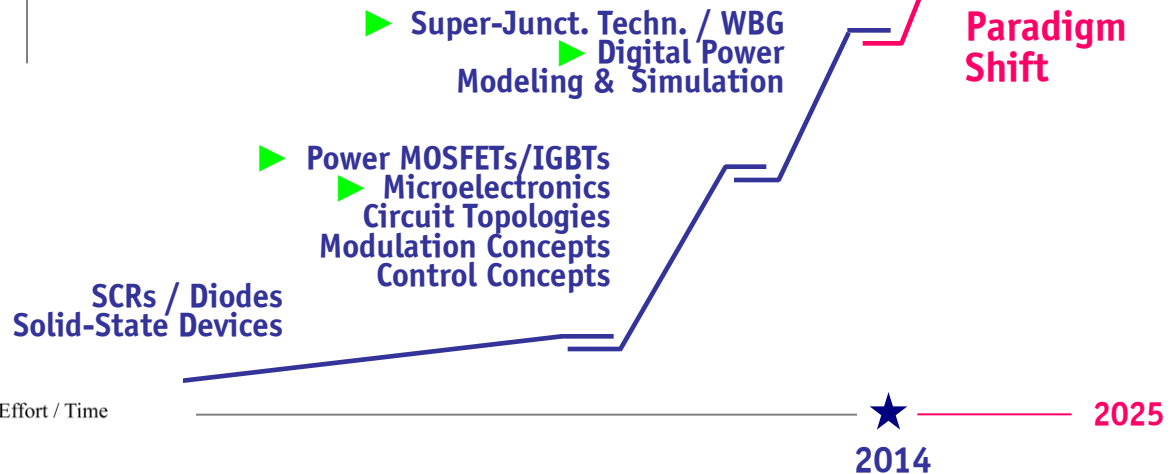 Super-Junct. Techn. / WBG
Digital Power
Modeling & Simulation
Paradigm
Shift
Power MOSFETs/IGBTs
Microelectronics
Circuit Topologies
Modulation Concepts
Control Concepts
SCRs / Diodes
Solid-State Devices
Effort / Time
2025
2014